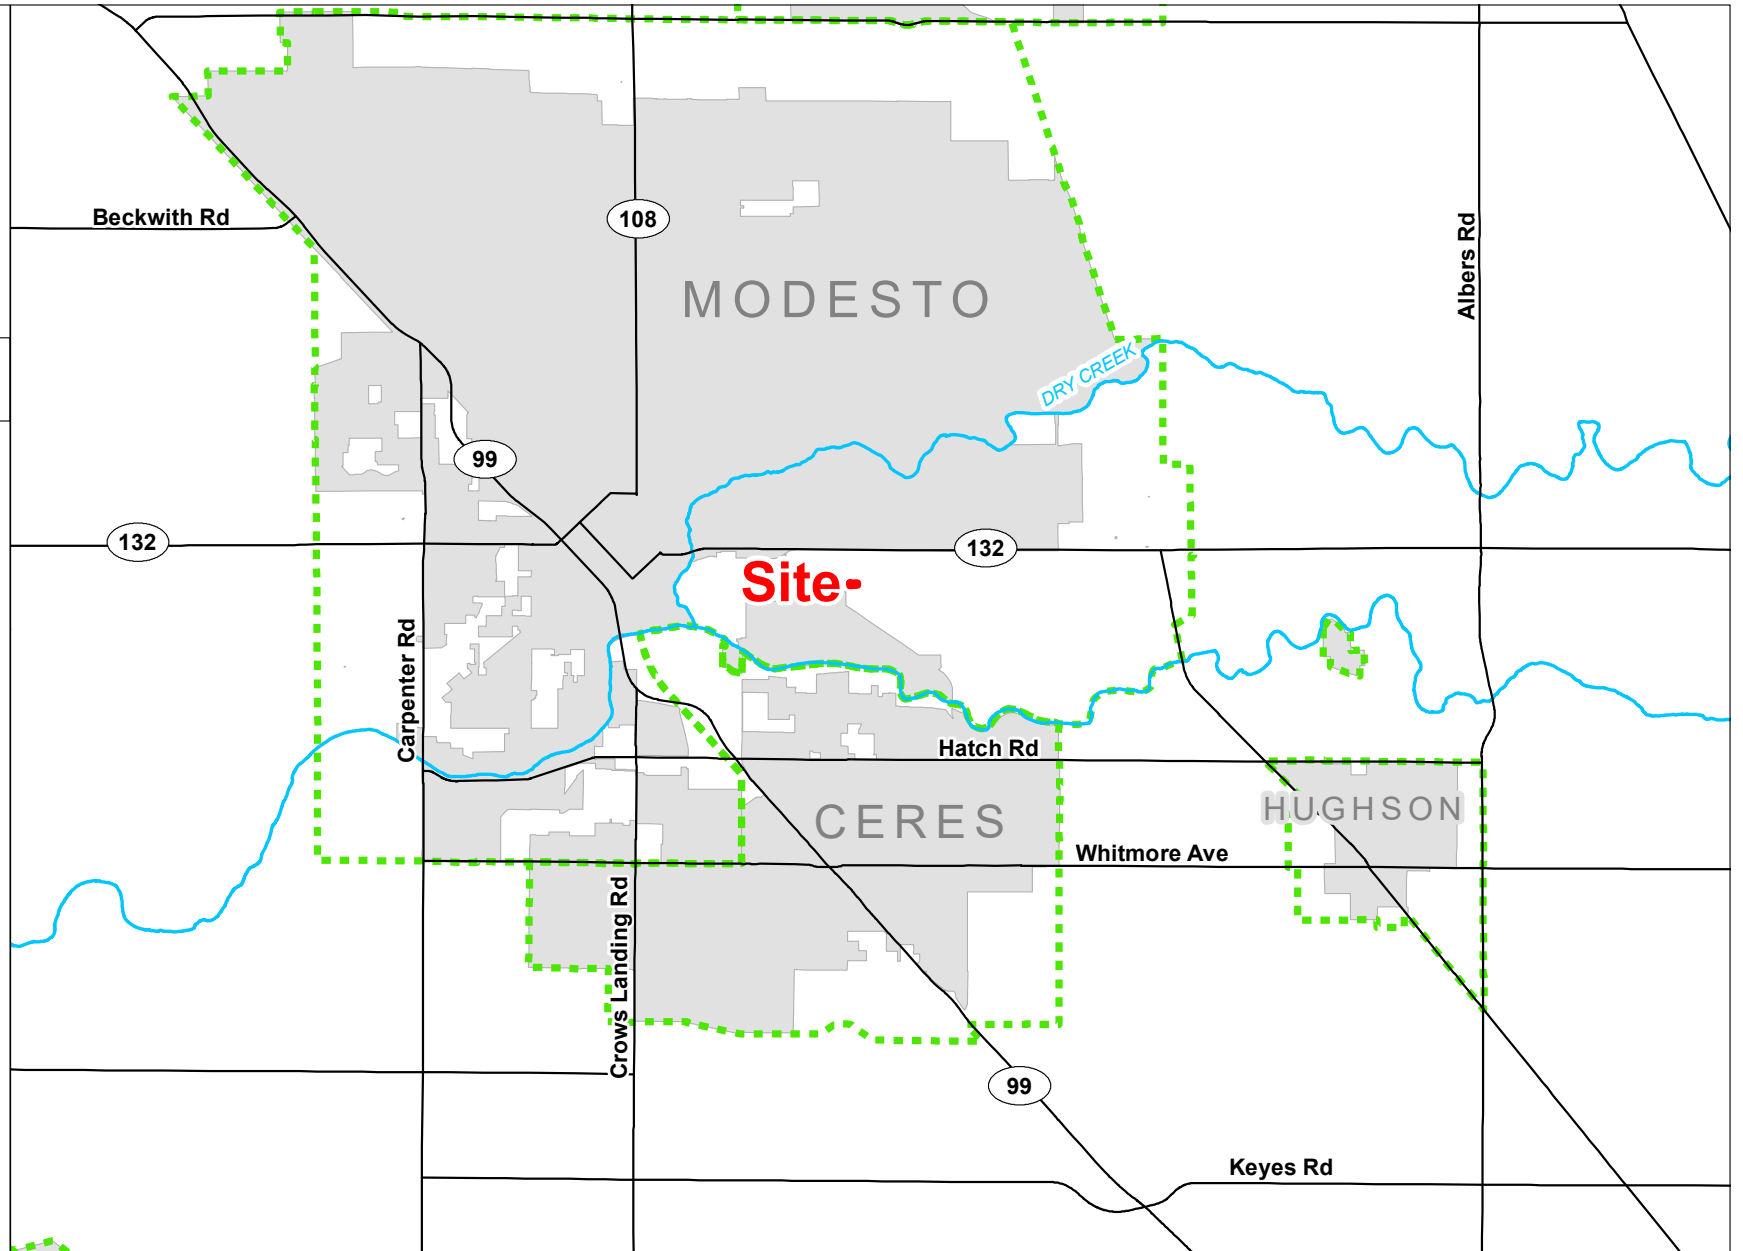 Beckwith Rd
108
Albers Rd
MODESTO
DRY CREEK
99
132
132
Site
Carpenter Rd
Hatch Rd
HUGHSON
CERES
Whitmore Ave
Crows Landing Rd
99
Keyes Rd